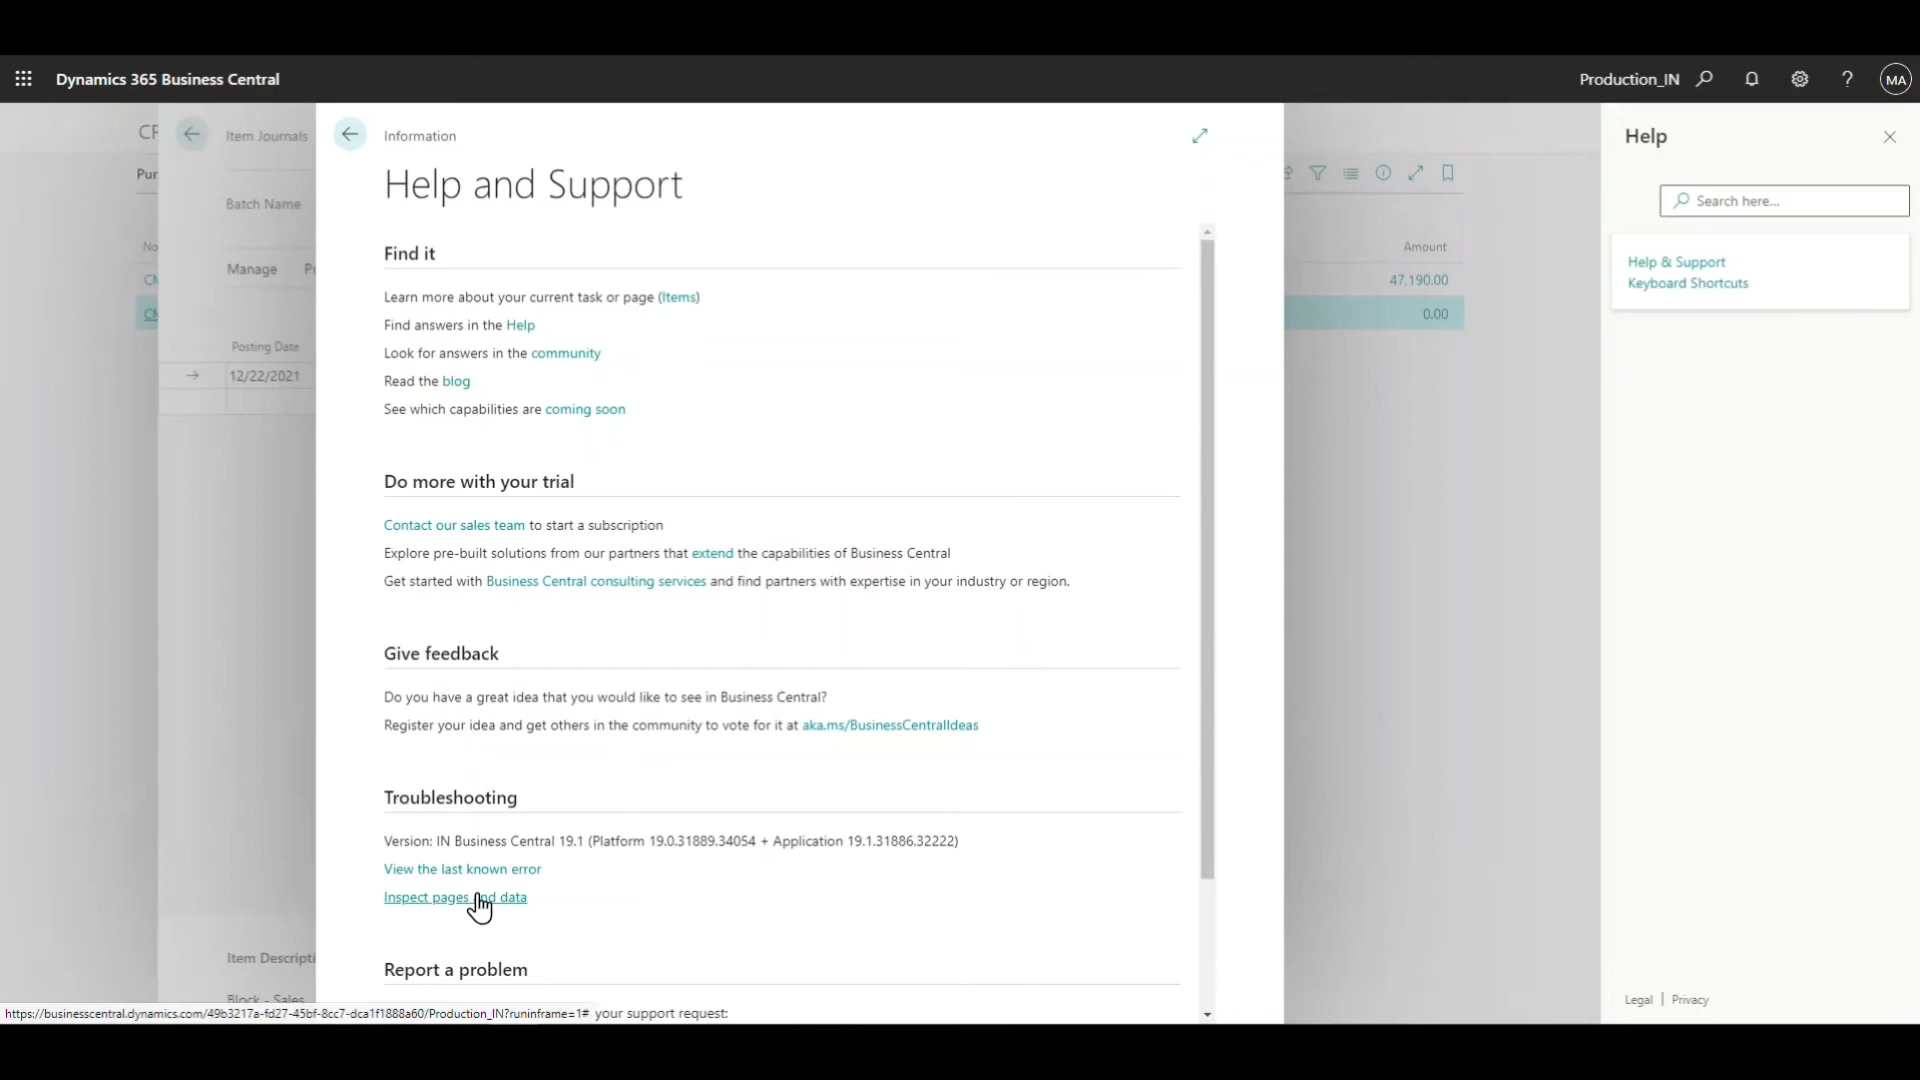 Dynamics 365 Business Central
Production_IN
MA
Item Journals
Batch Name
Manage
Posting Date
12/22/2021
Item Descripti
Block - Sales
Information
Help and Support
Find it
Learn more about your current task or page (Items)
Find answers in the Help
Look for answers in the community
Read the blog
See which capabilities are coming soon
Do more with your trial
Contact our sales team to start a subscription
Explore pre-built solutions from our partners that extend the capabilities of Business Central
Get started with Business Central consulting services and find partners with expertise in your industry or region.
Give feedback
Do you have a great idea that you would like to see in Business Central?
Register your idea and get others in the community to vote for it at aka.ms/BusinessCentralIdeas
Troubleshooting
Version: IN Business Central 19.1 (Platform 19.0.31889.34054 + Application 19.1.31886.32222)
View the last known error
Inspect pages and data
Report a problem
your support request:
https://businesscentral.dynamics.com/49b3217a-fd27-45bf-8cc7-dca1f1888a60/Production_IN?runinframe=1#
Amount
47,190.00
0.00
Help
Search here...
Help & Support
Keyboard Shortcuts
Legal | Privacy